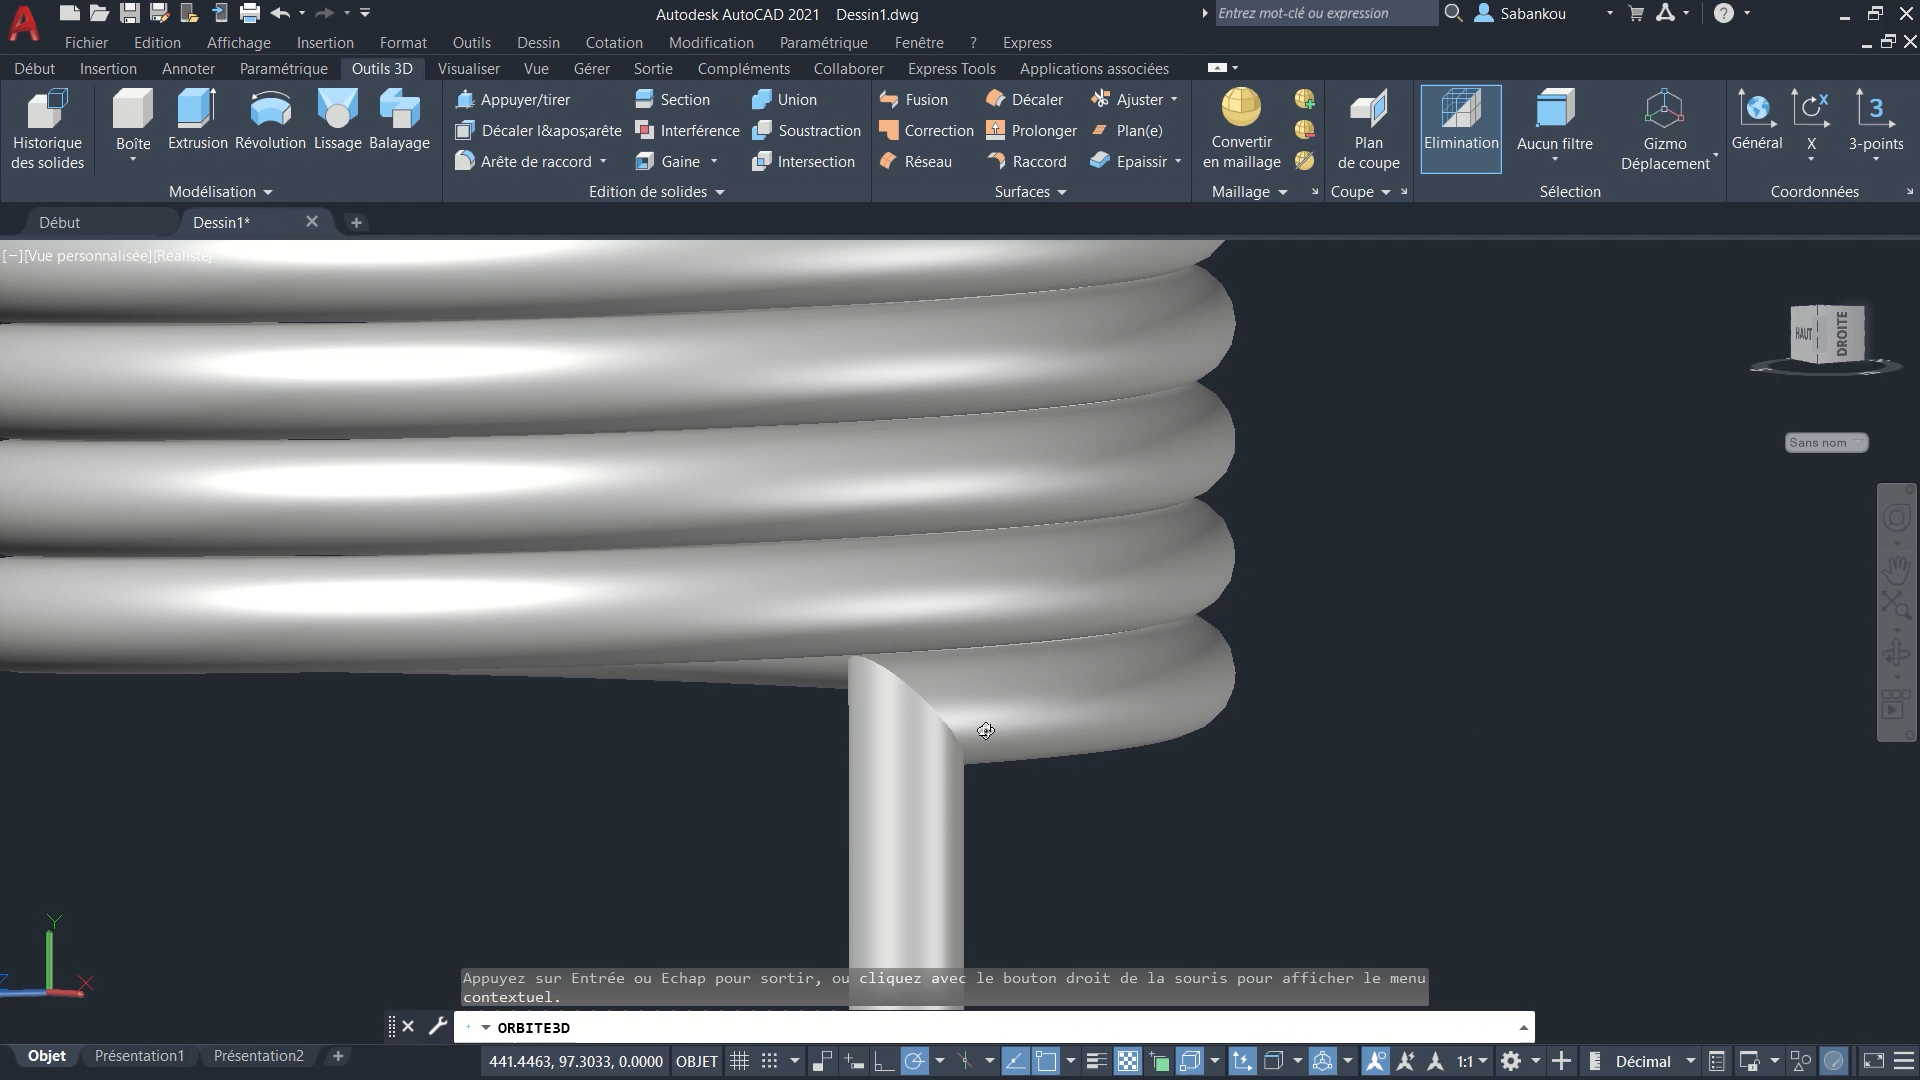 Autodesk AutoCAD 2021 Dessin1.dwg
Entrez mot-clé ou expression
Sabankou
Fichier Edition Affichage Insertion Format Outils Dessin Cotation Modification Paramétrique Fenêtre ? Express
Début Insertion Annoter Paramétrique Outils 3D Visualiser Vue Gérer Sortie Compléments Collaborer Express Tools Applications associées
Historique des solides
Boîte
Extrusion
Révolution
Lissage
Balayage
Modélisation
Appuyer/tirer
Section
Union
Décaler l&apos;arête
Interférence
Soustraction
Arête de raccord
Gaine
Intersection
Edition de solides
Fusion
Décaler
Ajuster
Correction
Prolonger
Plan(e)
Réseau
Raccord
Epaissir
Surfaces
Convertir en maillage
Maillage
Plan de coupe
Coupe
Elimination
Aucun filtre
Gizmo Déplacement
Sélection
Général
X
3-points
Coordonnées
Début
Dessin1*
[−][Vue personnalisée][Réaliste]
HAUT
DROITE
Sans nom
Y
X
Z
Appuyez sur Entrée ou Echap pour sortir, ou cliquez avec le bouton droit de la souris pour afficher le menu
contextuel.
ORBITE3D
Objet Présentation1 Présentation2
441.4463, 97.3033, 0.0000 OBJET
1:1
Décimal